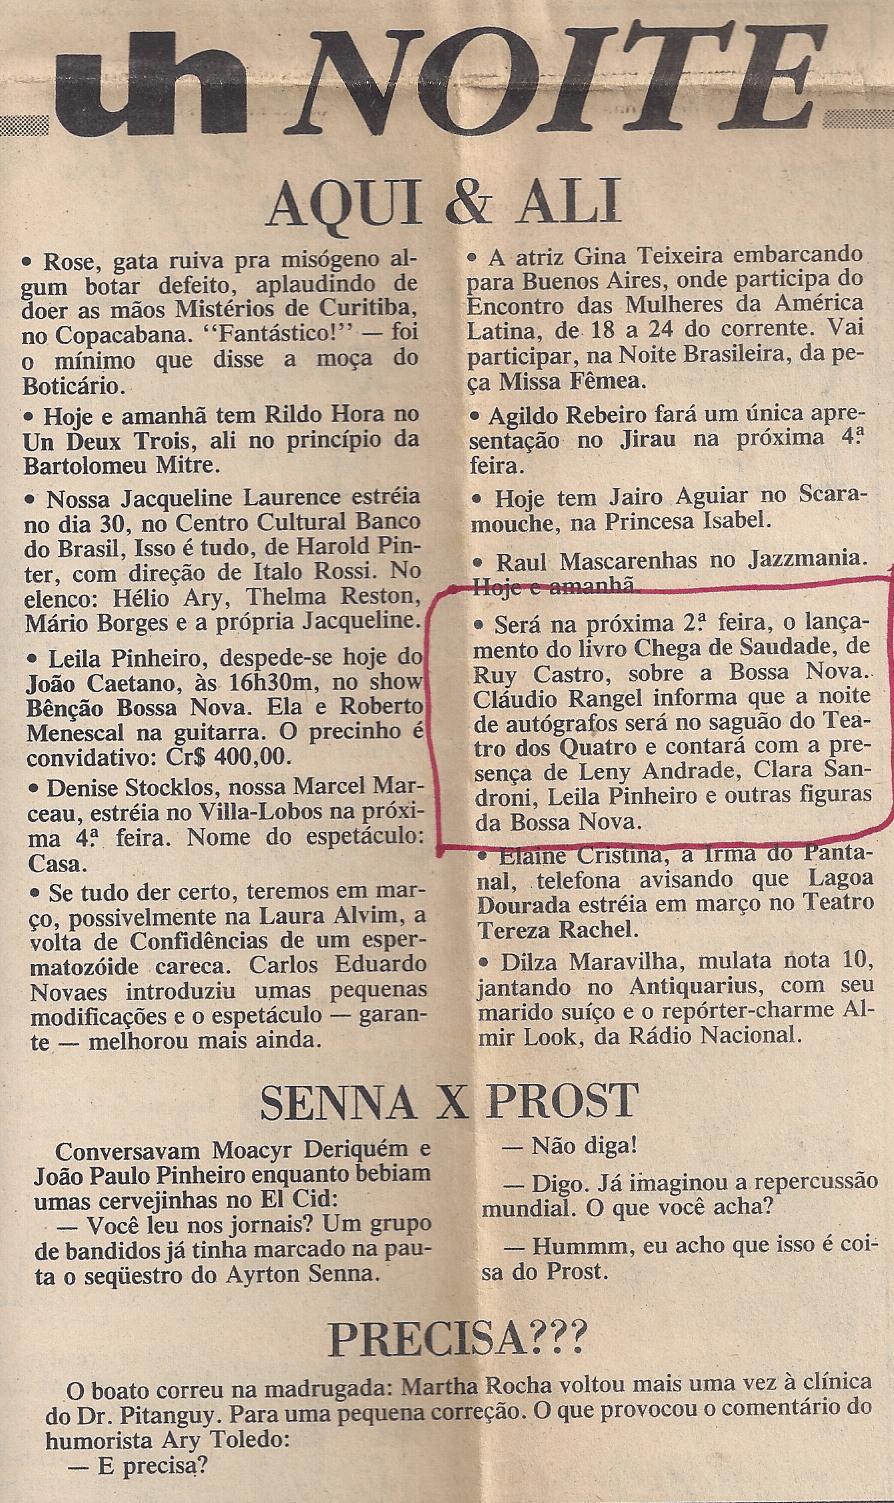 uh NOITE
AQUI & ALI
• Rose, gata ruiva pra misógeno al-
gum botar defeito, aplaudindo de
doer as mãos Mistérios de Curitiba,
no Copacabana. “Fantástico!” — foi
o mínimo que disse a moça do
Boticário.
• Hoje e amanhã tem Rildo Hora no
Un Deux Trois, ali no princípio da
Bartolomeu Mitre.
• Nossa Jacqueline Laurence estréia
no dia 30, no Centro Cultural Banco
do Brasil, Isso é tudo, de Harold Pin-
ter, com direção de Italo Rossi. No
elenco: Hélio Ary, Thelma Reston,
Mário Borges e a própria Jacqueline.
• Leila Pinheiro, despede-se hoje do
João Caetano, às 16h30m, no show
Bênção Bossa Nova. Ela e Roberto
Menescal na guitarra. O precinho é
convidativo: Cr$ 400,00.
• Denise Stocklos, nossa Marcel Mar-
ceau, estréia no Villa-Lobos na próxi-
ma 4ª feira. Nome do espetáculo:
Casa.
• Se tudo der certo, teremos em mar-
ço, possivelmente na Laura Alvim, a
volta de Confidências de um esper-
matozóide careca. Carlos Eduardo
Novaes introduziu umas pequenas
modificações e o espetáculo — garan-
te — melhorou mais ainda.
• A atriz Gina Teixeira embarcando
para Buenos Aires, onde participa do
Encontro das Mulheres da América
Latina, de 18 a 24 do corrente. Vai
participar, na Noite Brasileira, da pe-
ça Missa Fêmea.
• Agildo Rebeiro fará um única apre-
sentação no Jirau na próxima 4ª
feira.
• Hoje tem Jairo Aguiar no Scara-
mouche, na Princesa Isabel.
• Raul Mascarenhas no Jazzmania.
Hoje e amanhã.
• Será na próxima 2ª feira, o lança-
mento do livro Chega de Saudade, de
Ruy Castro, sobre a Bossa Nova.
Cláudio Rangel informa que a noite
de autógrafos será no saguão do Tea-
tro dos Quatro e contará com a pre-
sença de Leny Andrade, Clara San-
droni, Leila Pinheiro e outras figuras
da Bossa Nova.
• Elaine Cristina, a Irma do Panta-
nal, telefona avisando que Lagoa
Dourada estréia em março no Teatro
Tereza Rachel.
• Dilza Maravilha, mulata nota 10,
jantando no Antiquarius, com seu
marido suíço e o repórter-charme Al-
mir Look, da Rádio Nacional.
SENNA X PROST
Conversavam Moacyr Deriquém e
João Paulo Pinheiro enquanto bebiam
umas cervejinhas no El Cid:
— Você leu nos jornais? Um grupo
de bandidos já tinha marcado na pau-
ta o seqüestro do Ayrton Senna.
— Não diga!
— Digo. Já imaginou a repercussão
mundial. O que você acha?
— Hummm, eu acho que isso é coi-
sa do Prost.
PRECISA???
O boato correu na madrugada: Martha Rocha voltou mais uma vez à clínica
do Dr. Pitanguy. Para uma pequena correção. O que provocou o comentário do
humorista Ary Toledo:
— E precisa?